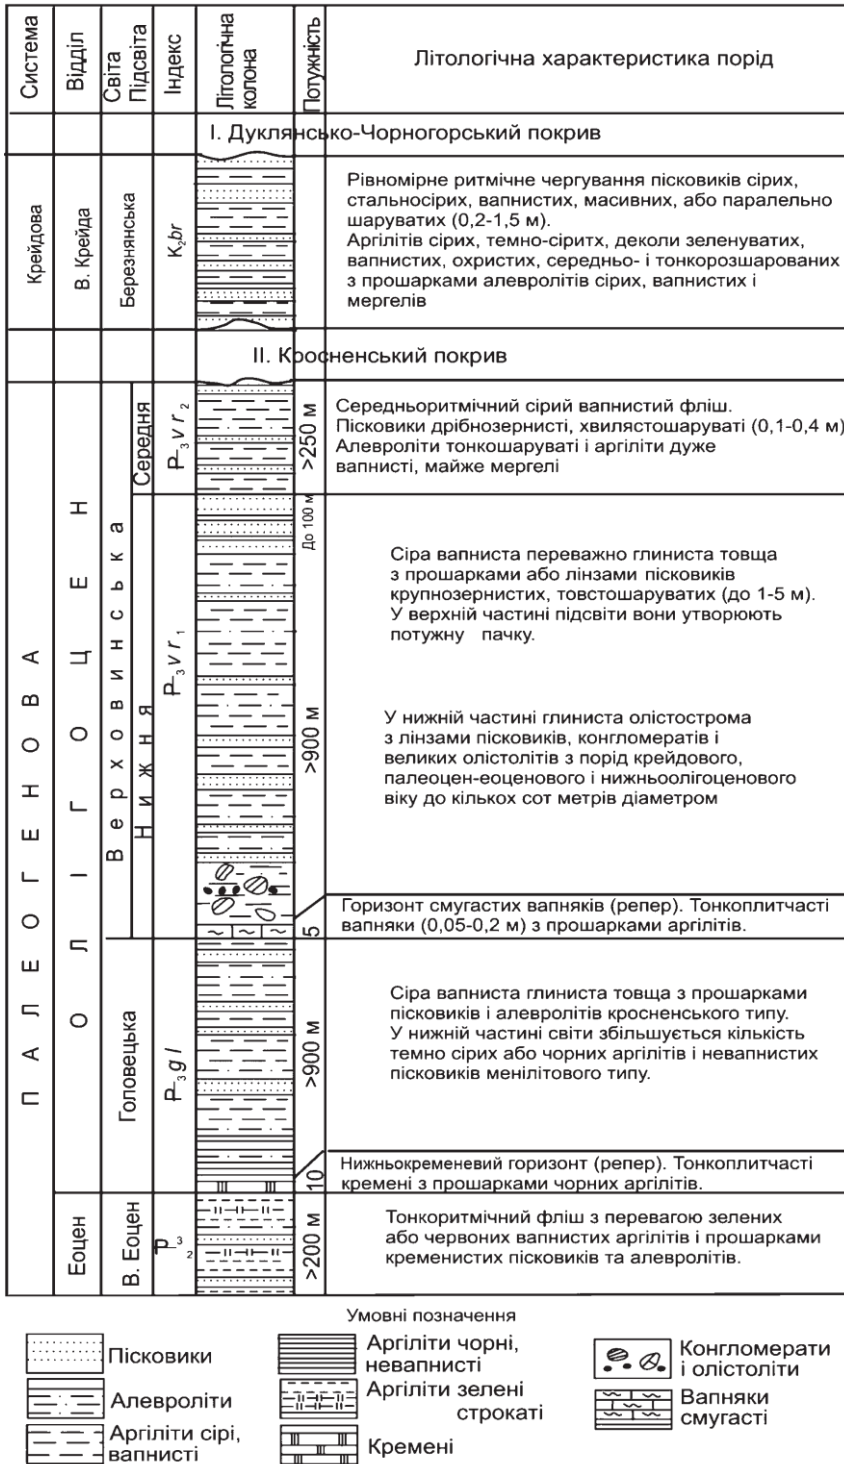 Система
Відділ
Світа
Підсвіта
Індекс
Літологічна
колона
Потужність
Літологічна характеристика порід
I. Дуклянсько-Чорногорський покрив
Крейдова
В. Крейда
Березнянська
K₂br
Рівномірне ритмічне чергування пісковиків сірих,
стальносірих, вапнистих, масивних, або паралельно
шаруватих (0,2-1,5 м).
Аргілітів сірих, темно-сіритх, деколи зеленуватих,
вапнистих, охристих, середньо- і тонкорозшарованих
з прошарками алевролітів сірих, вапнистих і
мергелів
II. Кросненський покрив
ПАЛЕОГЕНОВА
ОЛІГОЦЕН
Верховинська
Середня
P₃vr₂
>250 м
Середньоритмічний сірий вапнистий фліш.
Пісковики дрібнозернисті, хвилястошаруваті (0,1-0,4 м)
Алевроліти тонкошаруваті і аргіліти дуже
вапнисті, майже мергелі
Нижня
P₃vr₁
До 100 м
>900 м
Сіра вапниста переважно глиниста товща
з прошарками або лінзами пісковиків
крупнозернистих, товстошаруватих (до 1-5 м).
У верхній частині підсвіти вони утворюють
потужну пачку.
У нижній частині глиниста олістострома
з лінзами пісковиків, конгломератів і
великих олістолітів з порід крейдового,
палеоцен-еоценового і нижньоолігоценового
віку до кількох сот метрів діаметром
5
Горизонт смугастих вапняків (репер). Тонкоплитчасті
вапняки (0,05-0,2 м) з прошарками аргілітів.
Головецька
P₃gl
>900 м
Сіра вапниста глиниста товща з прошарками
пісковиків і алевролітів кросненського типу.
У нижній частині світи збільшується кількість
темно сірих або чорних аргілітів і невапнистих
пісковиків менілітового типу.
10
Нижньокременевий горизонт (репер). Тонкоплитчасті
кремені з прошарками чорних аргілітів.
Еоцен
В. Еоцен
P₂³
>200 м
Тонкоритмічний фліш з перевагою зелених
або червоних вапнистих аргілітів і прошарками
кременистих пісковиків та алевролітів.
Умовні позначення
Пісковики
Алевроліти
Аргіліти сірі,
вапнисті
Аргіліти чорні,
невапнисті
Аргіліти зелені
строкаті
Кремені
Конгломерати
і олістоліти
Вапняки
смугасті